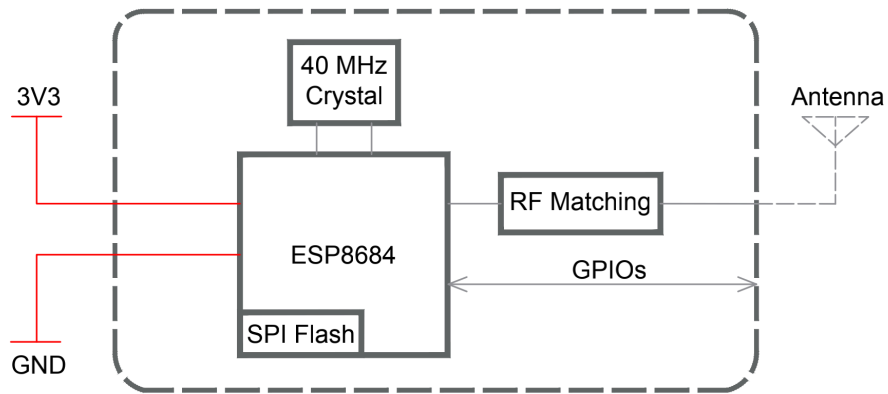 40 MHz
Crystal
3V3
Antenna
RF Matching
ESP8684
GPIOs
SPI Flash
GND